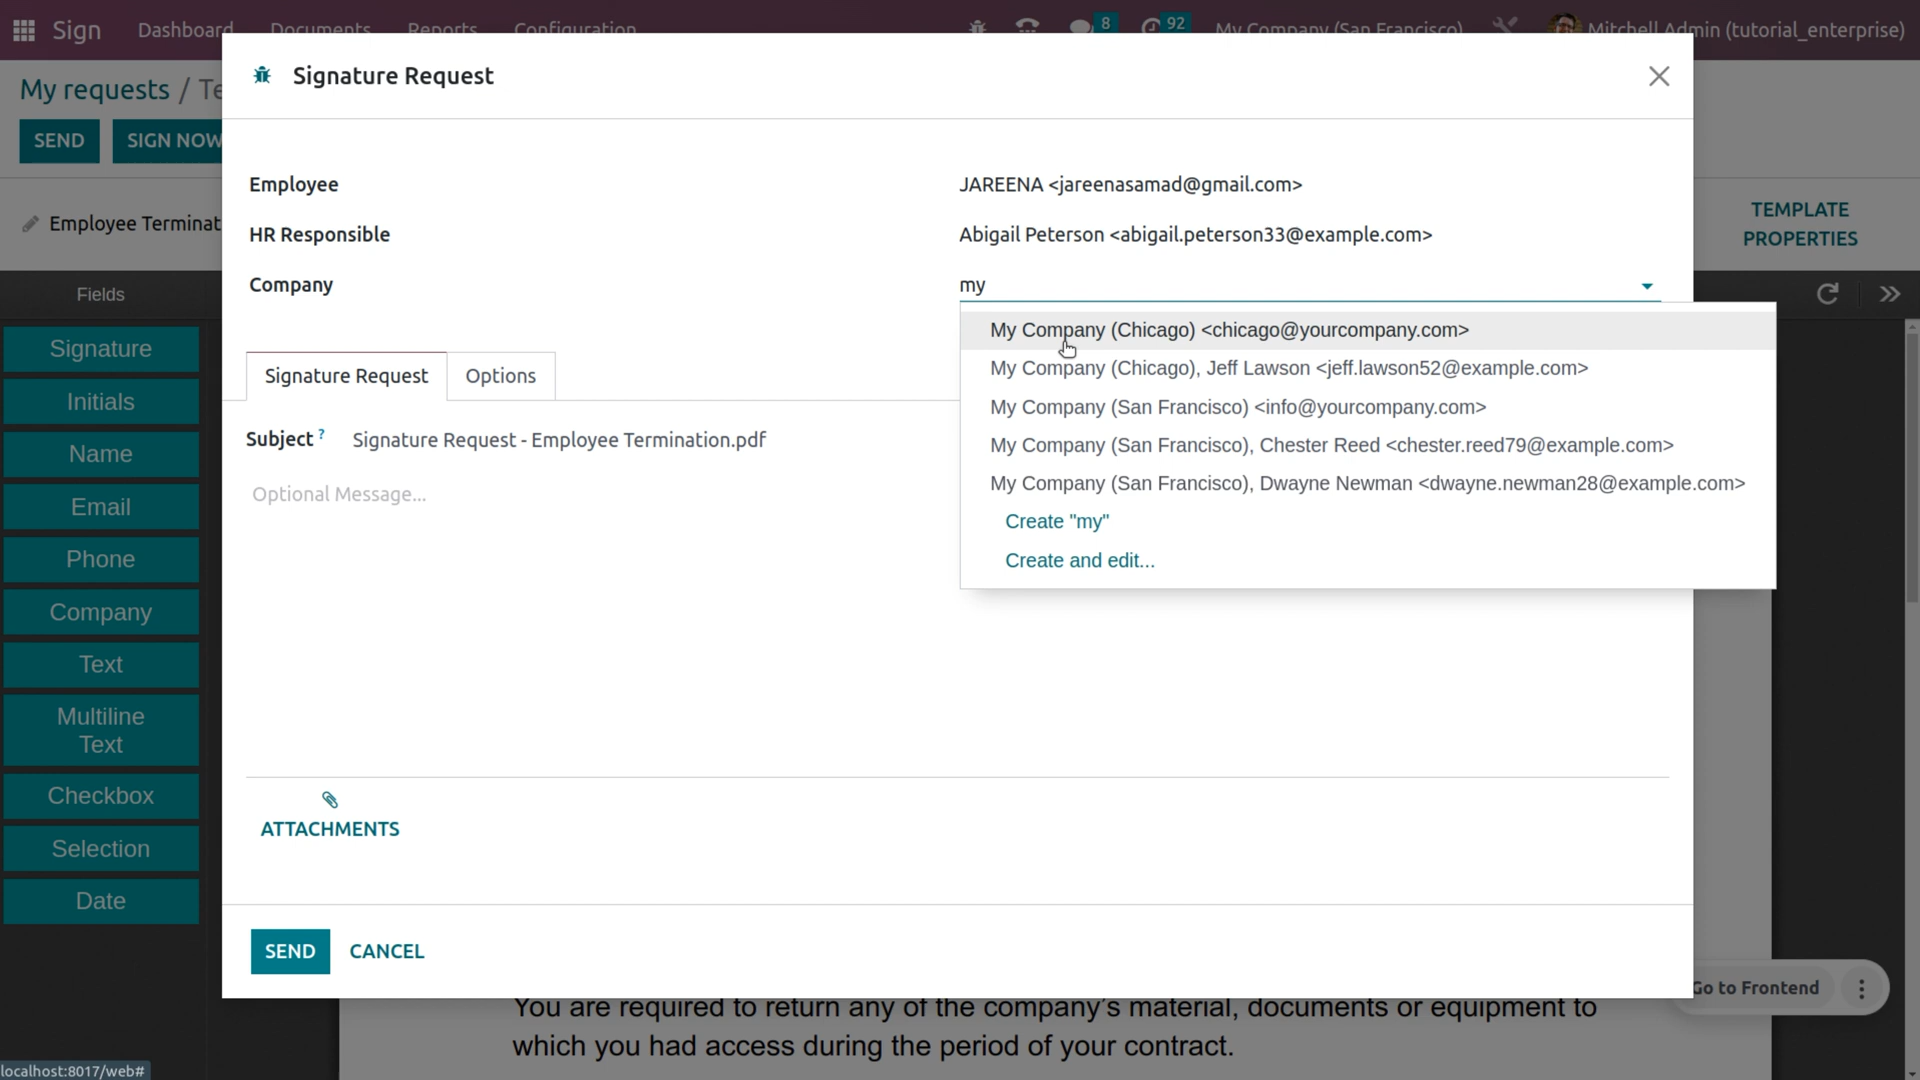 Sign
Dashboard
Documents
Reports
Configuration
8
92
My Company (San Francisco)
Mitchell Admin (tutorial_enterprise)
My requests / Te
SEND
SIGN NOW
Signature Request
Employee
JAREENA <jareenasamad@gmail.com>
HR Responsible
Abigail Peterson <abigail.peterson33@example.com>
Company
my
My Company (Chicago) <chicago@yourcompany.com>
My Company (Chicago), Jeff Lawson <jeff.lawson52@example.com>
My Company (San Francisco) <info@yourcompany.com>
My Company (San Francisco), Chester Reed <chester.reed79@example.com>
My Company (San Francisco), Dwayne Newman <dwayne.newman28@example.com>
Create "my"
Create and edit...
Signature Request
Options
Subject ?
Signature Request - Employee Termination.pdf
Optional Message...
ATTACHMENTS
SEND
CANCEL
Employee Terminat
TEMPLATE
PROPERTIES
Fields
Signature
Initials
Name
Email
Phone
Company
Text
Multiline
Text
Checkbox
Selection
Date
Go to Frontend
You are required to return any of the company's material, documents or equipment to
which you had access during the period of your contract.
localhost:8017/web#